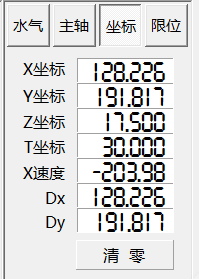 水气 主轴 坐标 限位
X坐标 128.226
Y坐标 191.817
Z坐标 17.500
T坐标 30.000
X速度 -203.98
Dx 128.226
Dy 191.817
清 零